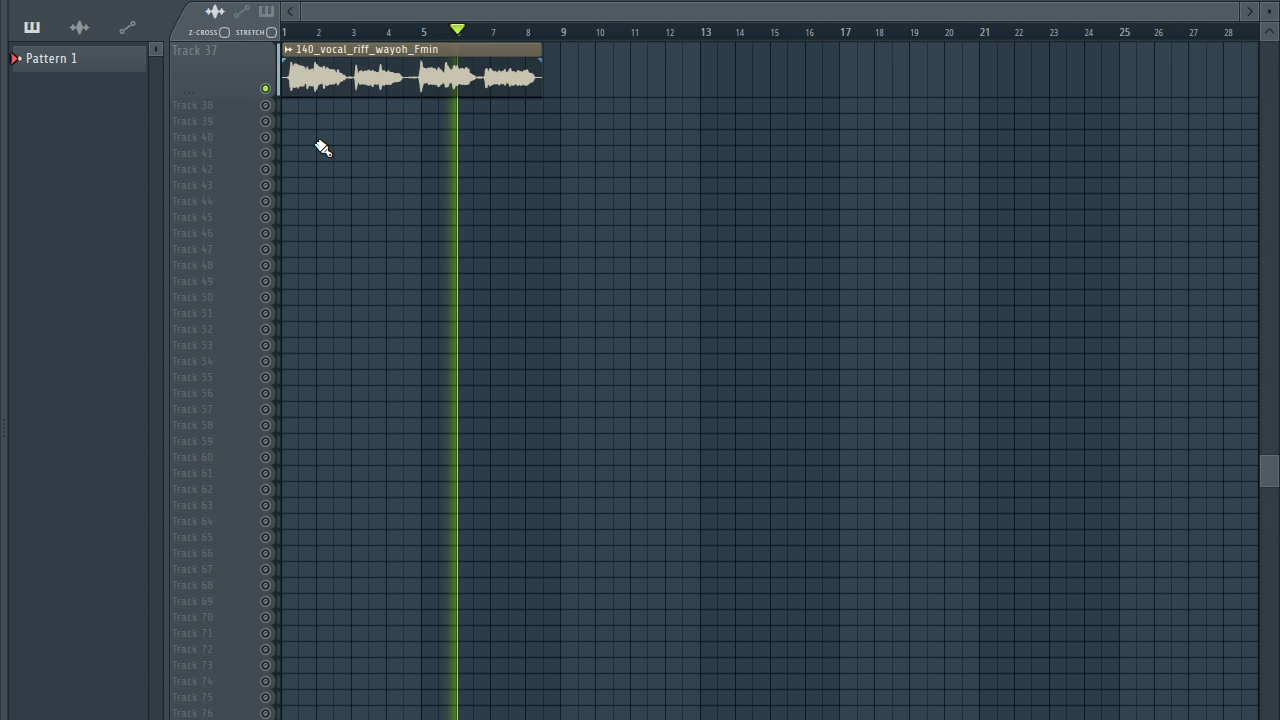 Z-CROSS STRETCH
1 2 3 4 5 6 7 8 9 10 11 12 13 14 15 16 17 18 19 20 21 22 23 24 25 26 27 28
Pattern 1
Track 37
140_vocal_riff_wayoh_Fmin
...
Track 38
Track 39
Track 40
Track 41
Track 42
Track 43
Track 44
Track 45
Track 46
Track 47
Track 48
Track 49
Track 50
Track 51
Track 52
Track 53
Track 54
Track 55
Track 56
Track 57
Track 58
Track 59
Track 60
Track 61
Track 62
Track 63
Track 64
Track 65
Track 66
Track 67
Track 68
Track 69
Track 70
Track 71
Track 72
Track 73
Track 74
Track 75
Track 76